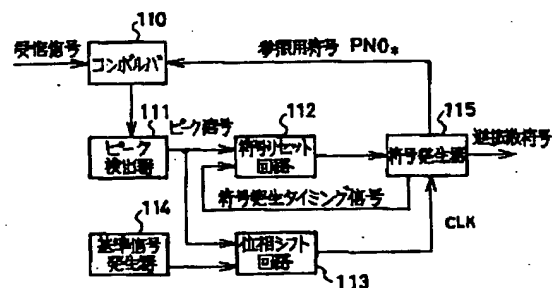 110
受信信号
コンボルバ
参照用符号 PN0*
111
ピーク信号
ピーク
検出器
112
符号リセット
回路
115
符号発生器
逆拡散符号
符号発生タイミング信号
CLK
114
基準信号
発生器
位相シフト
回路
113